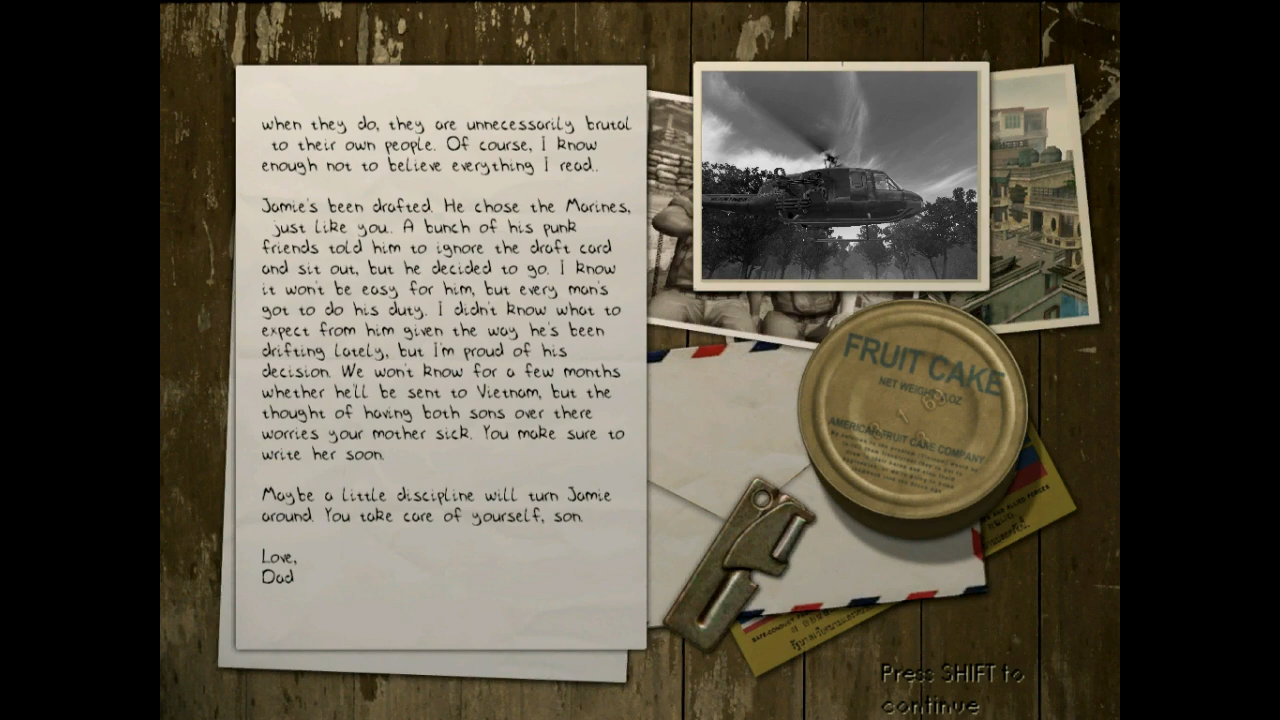 when they do, they are unnecessarily brutal
to their own people. Of course, I know
enough not to believe everything I read..
Jamie's been drafted. He chose the Marines,
just like you. A bunch of his punk
friends told him to ignore the draft card
and sit out, but he decided to go. I know
it won't be easy for him, but every man's
got to do his duty. I didn't know what to
expect from him given the way he's been
drifting lately, but I'm proud of his
decision. We won't know for a few months
whether he'll be sent to Vietnam, but the
thought of having both sons over there
worries your mother sick. You make sure to
write her soon.
Maybe a little discipline will turn Jamie
around. You take care of yourself, son.
Love,
Dad
FRUIT CAKE
NET WEIGHT OZ
AMERICAN FRUIT CAKE COMPANY
AND ALLIED FORCES
SAFE-CONDUCT
Press SHIFT to
continue